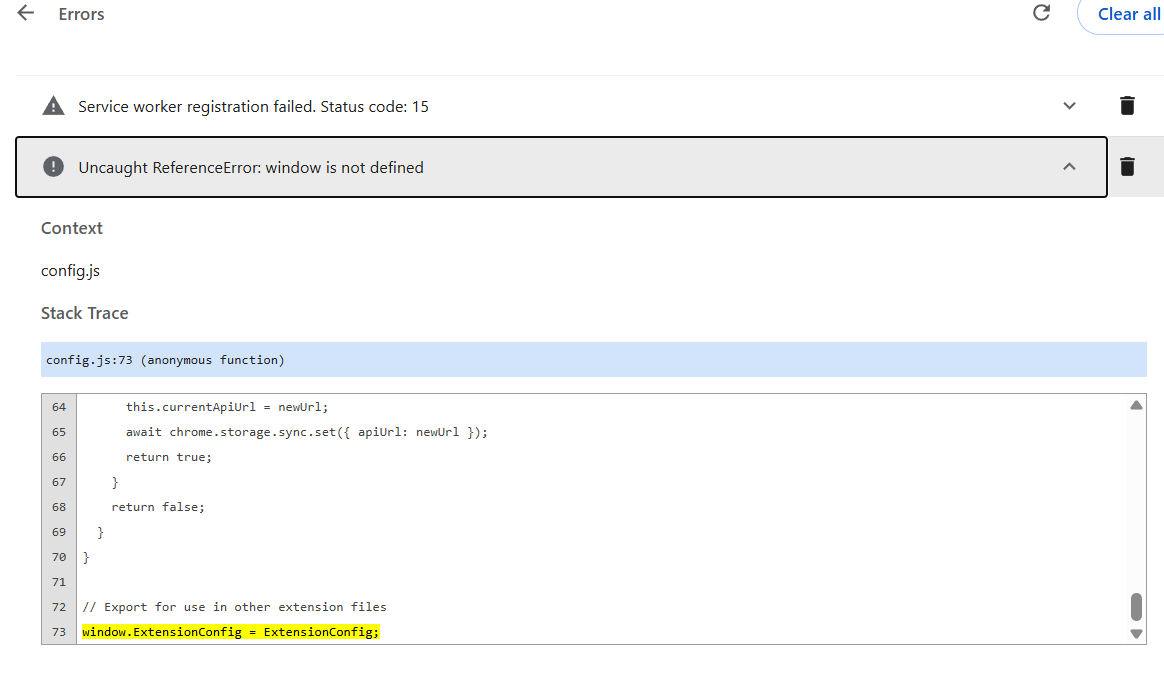 Errors
Clear all
Service worker registration failed. Status code: 15
Uncaught ReferenceError: window is not defined
Context
config.js
Stack Trace
config.js:73 (anonymous function)
64 this.currentApiUrl = newUrl;
65 await chrome.storage.sync.set({ apiUrl: newUrl });
66 return true;
67 }
68 return false;
69 }
70 }
71
72 // Export for use in other extension files
73 window.ExtensionConfig = ExtensionConfig;